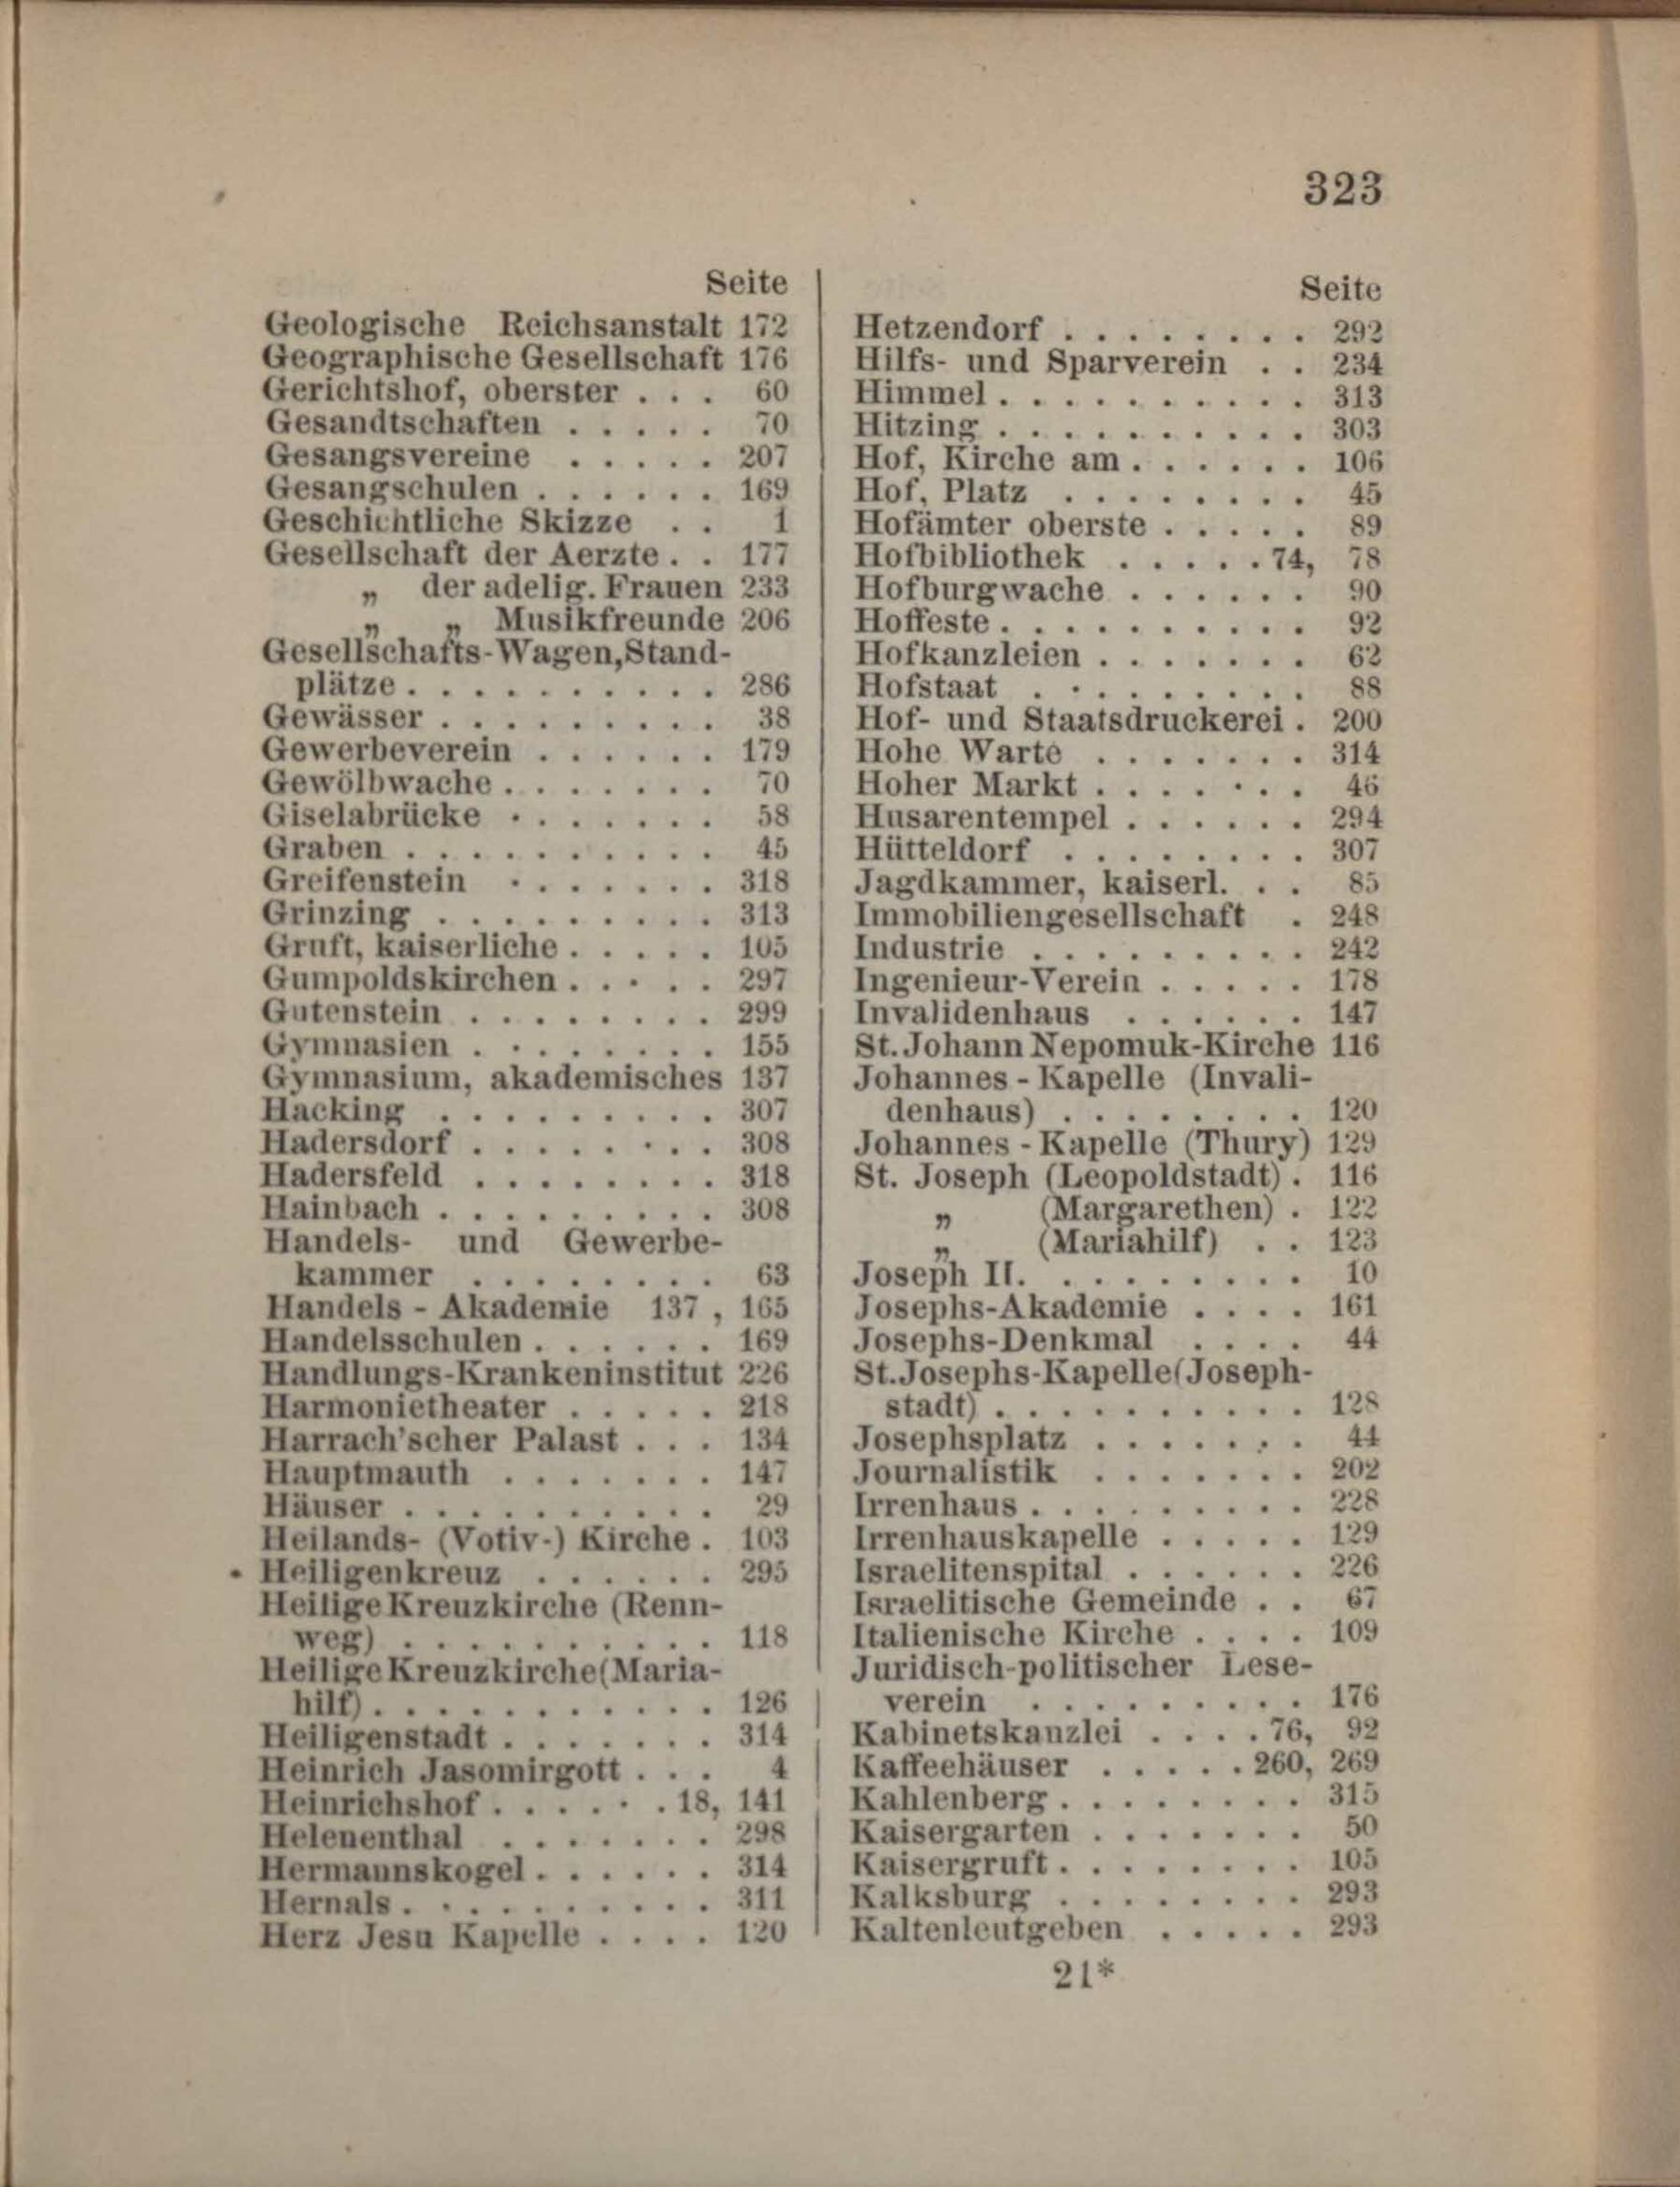 323
Seite
Geologische Reichsanstalt 172
Geographische Gesellschaft 176
Gerichtshof, oberster . . . 60
Gesandtschaften . . . . . 70
Gesangsvereine . . . . . 207
Gesangschulen . . . . . . 169
Geschichtliche Skizze . . 1
Gesellschaft der Aerzte . . 177
„ der adelig. Frauen 233
„ „ Musikfreunde 206
Gesellschafts-Wagen, Stand-
plätze . . . . . . . . . . 286
Gewässer . . . . . . . . . 38
Gewerbeverein . . . . . . 179
Gewölbwache . . . . . . . 70
Giselabrücke . . . . . . . 58
Graben . . . . . . . . . . 45
Greifenstein . . . . . . . 318
Grinzing . . . . . . . . . 313
Gruft, kaiserliche . . . . . 105
Gumpoldskirchen . . . . . 297
Gutenstein . . . . . . . . 299
Gymnasien . . . . . . . . 155
Gymnasium, akademisches 137
Hacking . . . . . . . . . 307
Hadersdorf . . . . . . . . 308
Hadersfeld . . . . . . . . 318
Hainbach . . . . . . . . . 308
Handels- und Gewerbe-
kammer . . . . . . . . 63
Handels - Akademie 137 , 165
Handelsschulen . . . . . . 169
Handlungs-Krankeninstitut 226
Harmonietheater . . . . . 218
Harrach'scher Palast . . . 134
Hauptmauth . . . . . . . 147
Häuser . . . . . . . . . . 29
Heilands- (Votiv-) Kirche . 103
Heiligenkreuz . . . . . . 295
Heilige Kreuzkirche (Renn-
weg) . . . . . . . . . . 118
Heilige Kreuzkirche (Maria-
hilf) . . . . . . . . . . . 126
Heiligenstadt . . . . . . . 314
Heinrich Jasomirgott . . . 4
Heinrichshof . . . . . . 18, 141
Helenenthal . . . . . . . 298
Hermannskogel . . . . . . 314
Hernals . . . . . . . . . . 311
Herz Jesu Kapelle . . . . 120
Seite
Hetzendorf . . . . . . . . 292
Hilfs- und Sparverein . . 234
Himmel . . . . . . . . . . 313
Hitzing . . . . . . . . . . 303
Hof, Kirche am . . . . . . 106
Hof, Platz . . . . . . . . 45
Hofämter oberste . . . . . 89
Hofbibliothek . . . . . 74, 78
Hofburgwache . . . . . . 90
Hoffeste . . . . . . . . . . 92
Hofkanzleien . . . . . . . 62
Hofstaat . . . . . . . . . 88
Hof- und Staatsdruckerei . 200
Hohe Warte . . . . . . . 314
Hoher Markt . . . . . . . 46
Husarentempel . . . . . . 294
Hütteldorf . . . . . . . . 307
Jagdkammer, kaiserl. . . 85
Immobiliengesellschaft . 248
Industrie . . . . . . . . . 242
Ingenieur-Verein . . . . . 178
Invalidenhaus . . . . . . 147
St. Johann Nepomuk-Kirche 116
Johannes - Kapelle (Invali-
denhaus) . . . . . . . . 120
Johannes - Kapelle (Thury) 129
St. Joseph (Leopoldstadt) . 116
„ (Margarethen) . 122
„ (Mariahilf) . . 123
Joseph II. . . . . . . . . 10
Josephs-Akademie . . . . 161
Josephs-Denkmal . . . . 44
St. Josephs-Kapelle (Joseph-
stadt) . . . . . . . . . . 128
Josephsplatz . . . . . . . 44
Journalistik . . . . . . . 202
Irrenhaus . . . . . . . . . 228
Irrenhauskapelle . . . . . 129
Israelitenspital . . . . . . 226
Israelitische Gemeinde . . 67
Italienische Kirche . . . . 109
Juridisch-politischer Lese-
verein . . . . . . . . . 176
Kabinetskanzlei . . . . 76, 92
Kaffeehäuser . . . . . 260, 269
Kahlenberg . . . . . . . . 315
Kaisergarten . . . . . . . 50
Kaisergruft . . . . . . . . 105
Kalksburg . . . . . . . . 293
Kaltenleutgeben . . . . . 293
21*